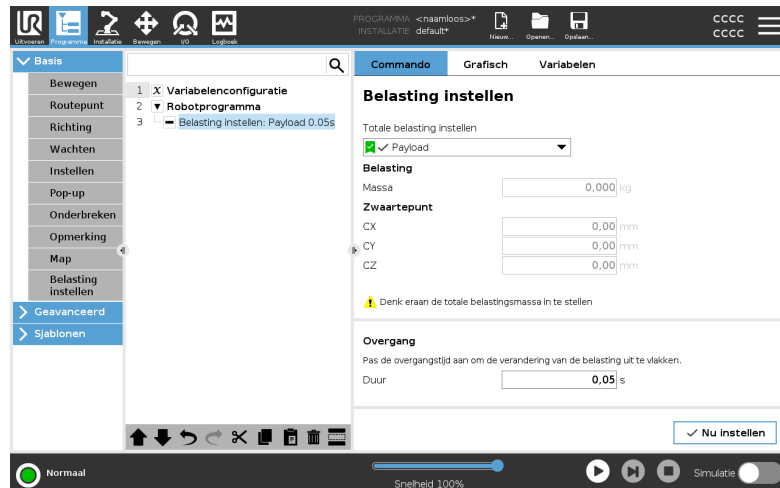 UR
Uitvoeren Programma Installatie Bewegen I/O Logboek
PROGRAMMA <naamloos>*
INSTALLATIE default*
Nieuw... Openen... Opslaan...
CCCC
CCCC
Basis
Bewegen
Routepunt
Richting
Wachten
Instellen
Pop-up
Onderbreken
Opmerking
Map
Belasting
instellen
Geavanceerd
Sjablonen
1 X Variabelenconfiguratie
2 Robotprogramma
3 Belasting instellen: Payload 0.05s
Commando Grafisch Variabelen
Belasting instellen
Totale belasting instellen
Payload
Belasting
Massa 0,000 kg
Zwaartepunt
CX 0,00 mm
CY 0,00 mm
CZ 0,00 mm
Denk eraan de totale belastingsmassa in te stellen
Overgang
Pas de overgangstijd aan om de verandering van de belasting uit te vlakken.
Duur 0,05 s
Nu instellen
Normaal
Snelheid 100%
Simulatie